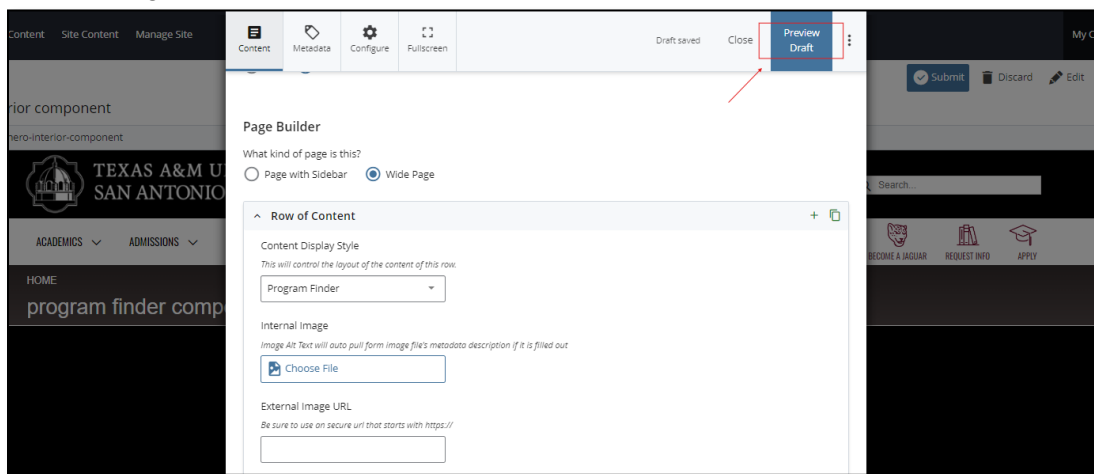 Content Site Content Manage Site
Content Metadata Configure Fullscreen
Draft saved Close Preview Draft
My C
Submit Discard Edit
rior component
hero-interior-component
TEXAS A&M U
SAN ANTONIO
Search...
ACADEMICS ADMISSIONS
BECOME A JAGUAR REQUEST INFO APPLY
HOME
program finder comp
Page Builder
What kind of page is this?
Page with Sidebar Wide Page
Row of Content
Content Display Style
This will control the layout of the content of this row.
Program Finder
Internal Image
Image Alt Text will auto pull form image file's metadata description if it is filled out
Choose File
External Image URL
Be sure to use on secure url that starts with https://